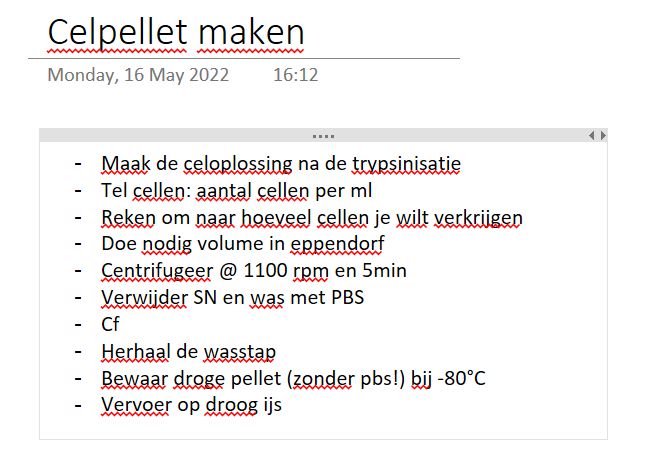 Celpellet maken
Monday, 16 May 2022 16:12
- Maak de celoplossing na de trypsinisatie
- Tel cellen: aantal cellen per ml
- Reken om naar hoeveel cellen je wilt verkrijgen
- Doe nodig volume in eppendorf
- Centrifugeer @ 1100 rpm en 5min
- Verwijder SN en was met PBS
- Cf
- Herhaal de wasstap
- Bewaar droge pellet (zonder pbs!) bij -80°C
- Vervoer op droog ijs